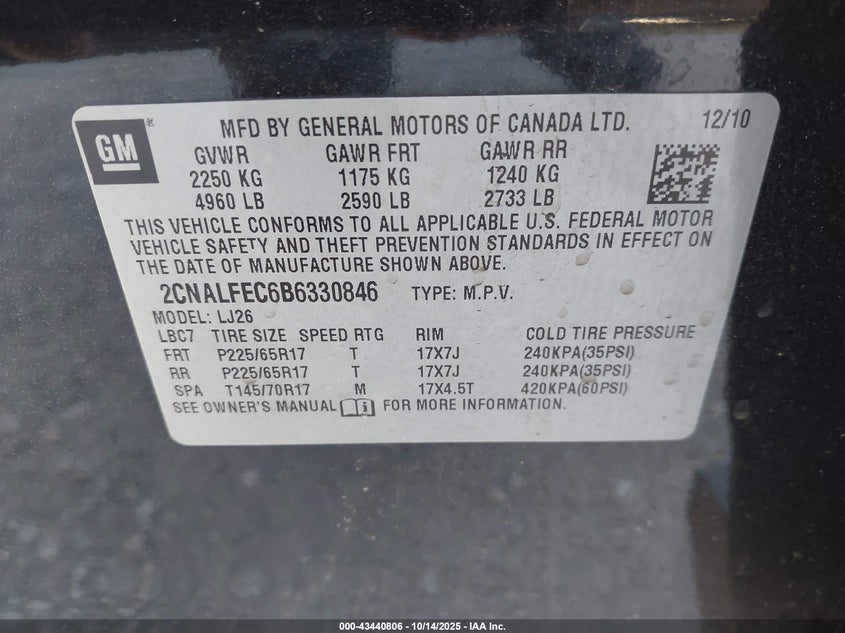 GM ® MFD BY GENERAL MOTORS OF CANADA LTD. 12/10
GVWR GAWR FRT GAWR RR
2250 KG 1175 KG 1240 KG
4960 LB 2590 LB 2733 LB
THIS VEHICLE CONFORMS TO ALL APPLICABLE U.S. FEDERAL MOTOR
VEHICLE SAFETY AND THEFT PREVENTION STANDARDS IN EFFECT ON
THE DATE OF MANUFACTURE SHOWN ABOVE.
2CNALFEC6B6330846 TYPE: M.P.V.
MODEL: LJ26
LBC7 TIRE SIZE SPEED RTG RIM COLD TIRE PRESSURE
FRT P225/65R17 T 17X7J 240KPA(35PSI)
RR P225/65R17 T 17X7J 240KPA(35PSI)
SPA T145/70R17 M 17X4.5T 420KPA(60PSI)
SEE OWNER'S MANUAL FOR MORE INFORMATION.
000-43440806 - 10/14/2025 - IAA Inc.